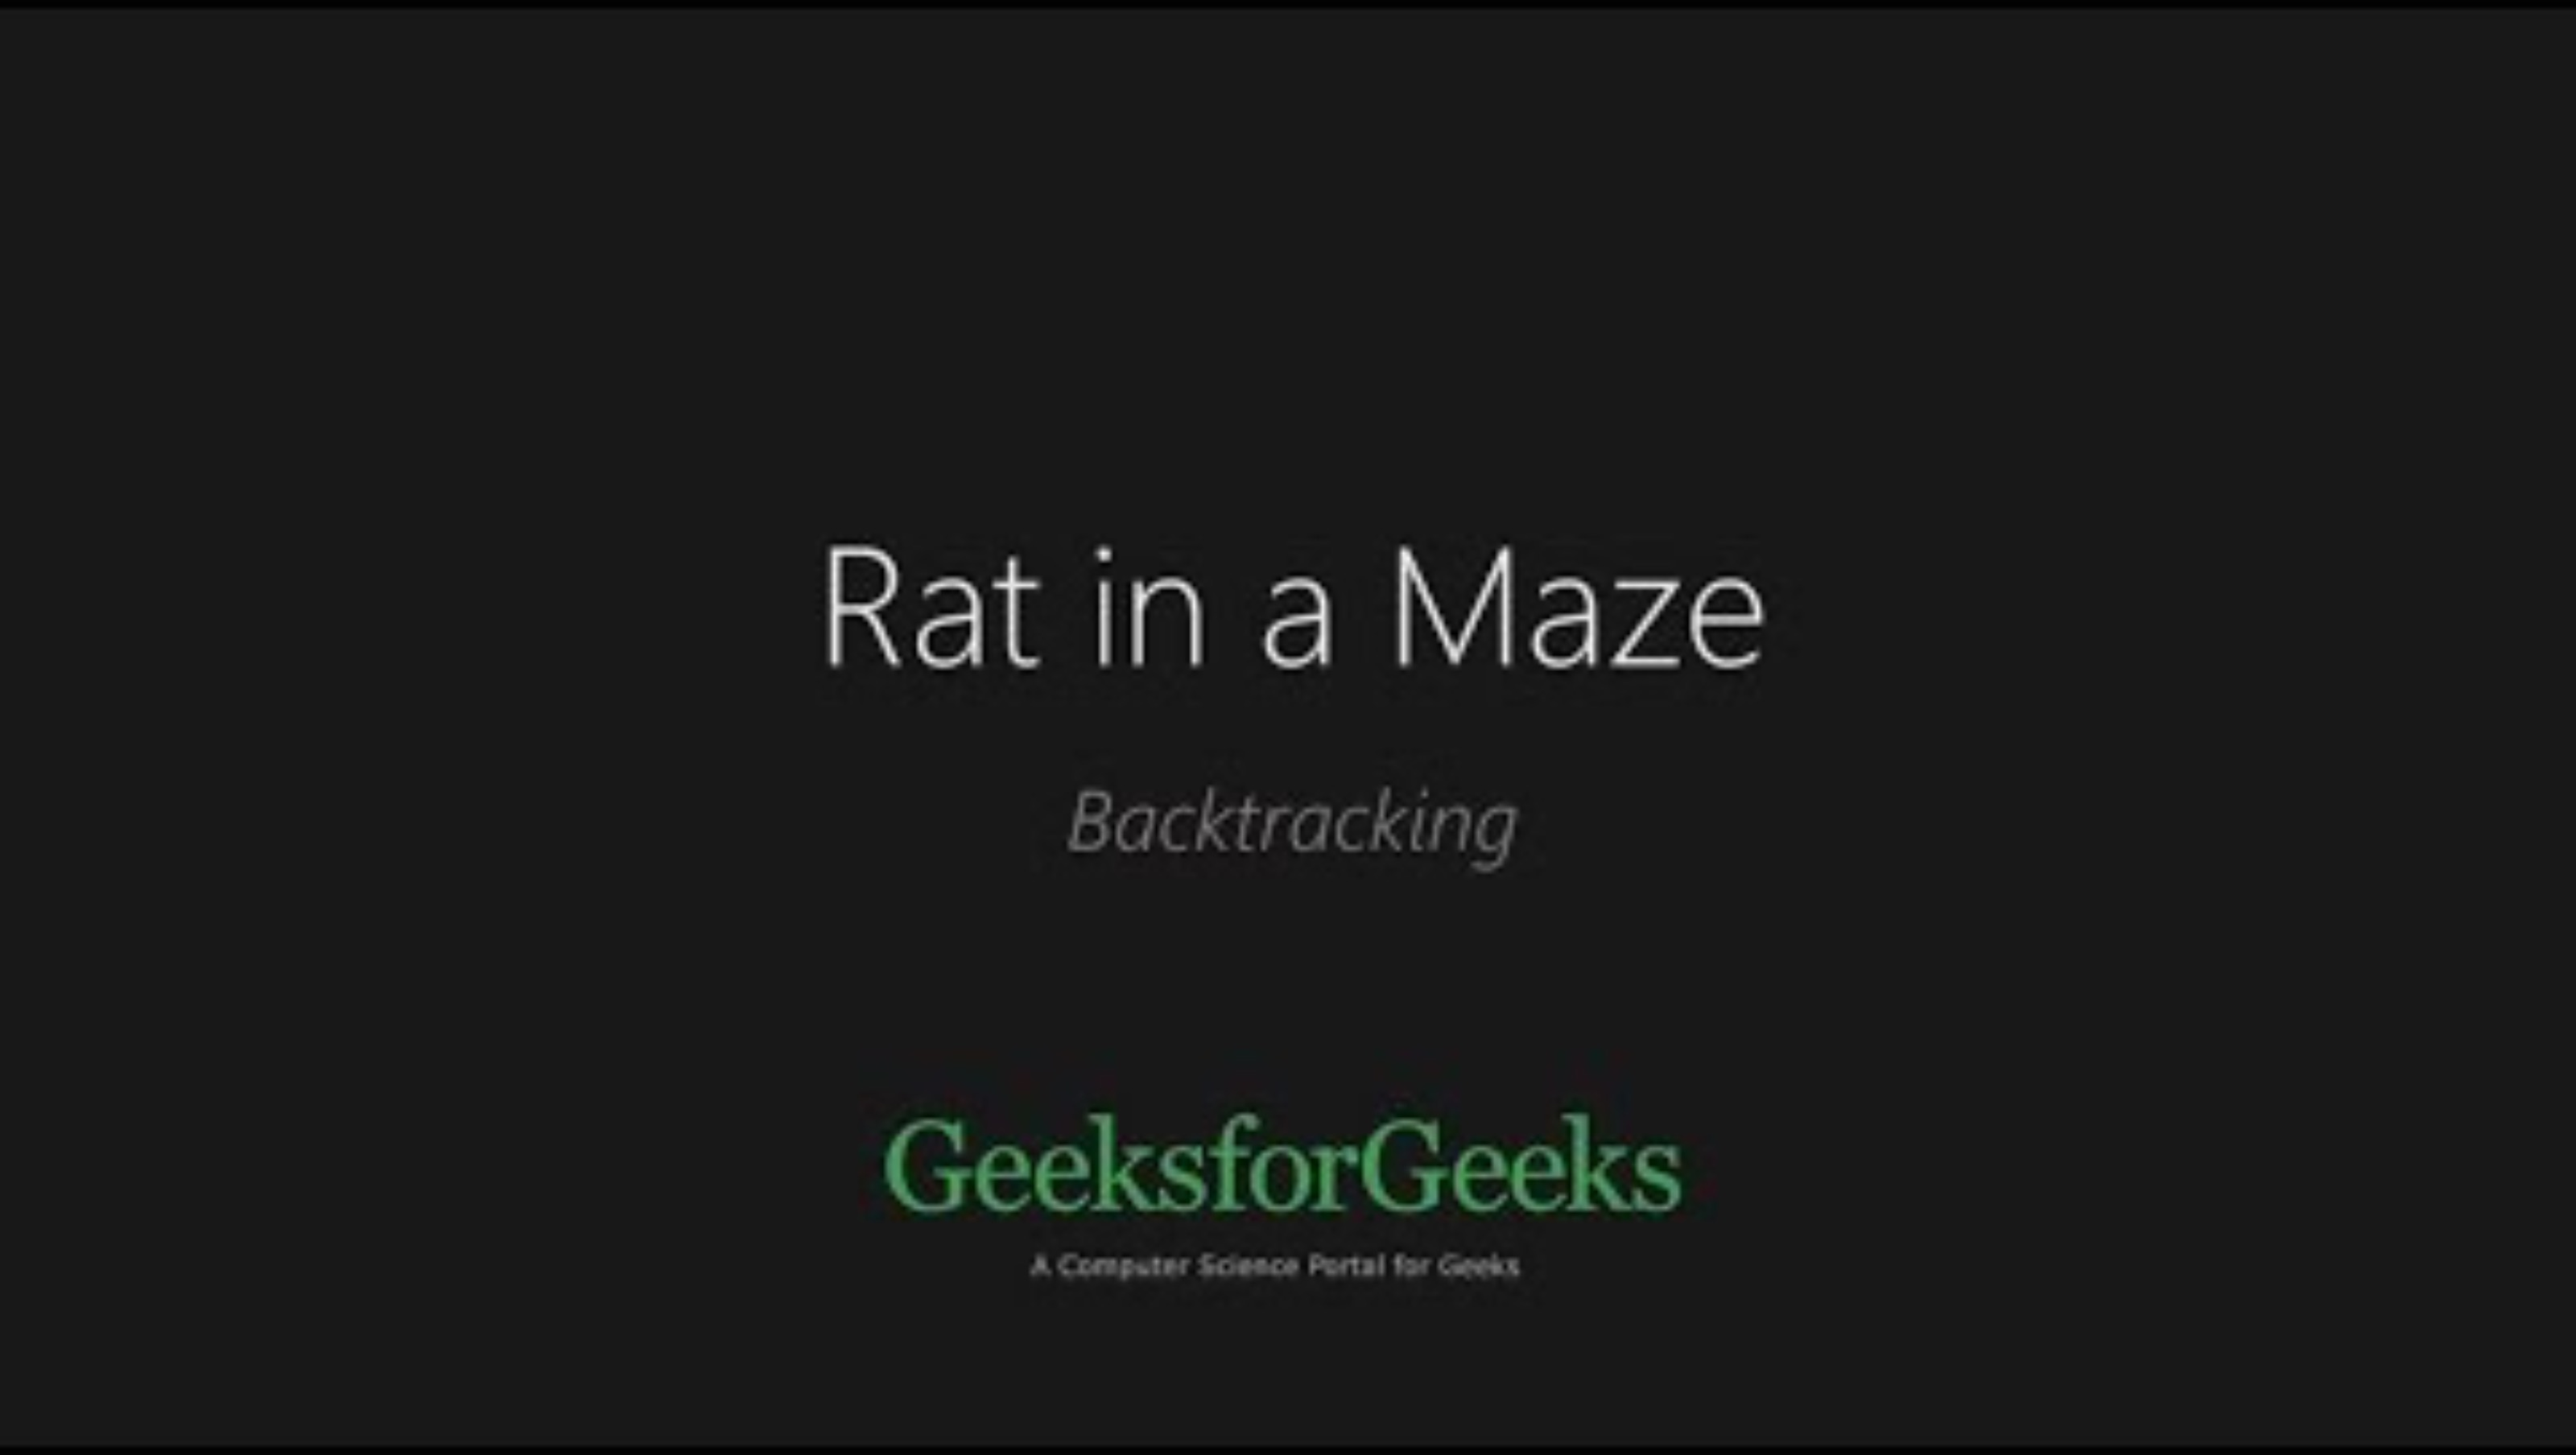 Rat in a Maze
Backtracking
GeeksforGeeks
A Computer Science Portal for Geeks